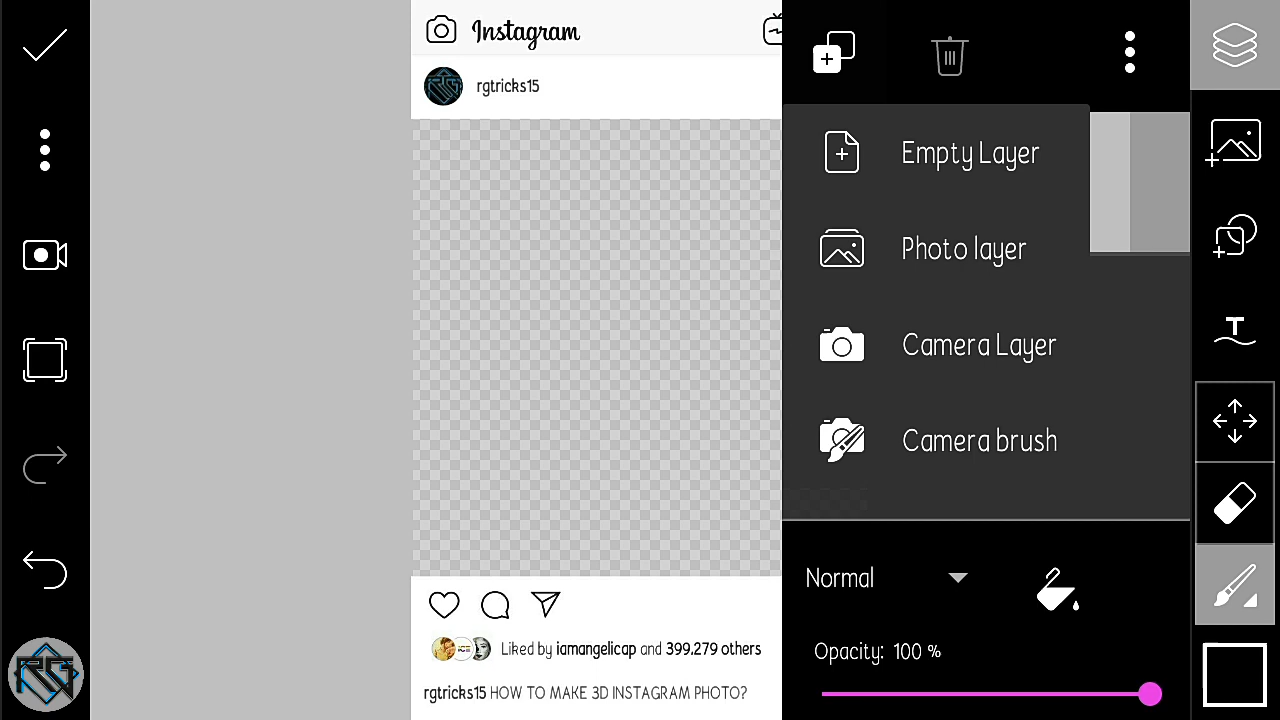 Instagram
rgtricks15
Empty Layer
Photo layer
Camera Layer
Camera brush
Normal
Opacity: 100 %
Liked by iamangelicap and 399.279 others
rgtricks15 HOW TO MAKE 3D INSTAGRAM PHOTO?
T
RG